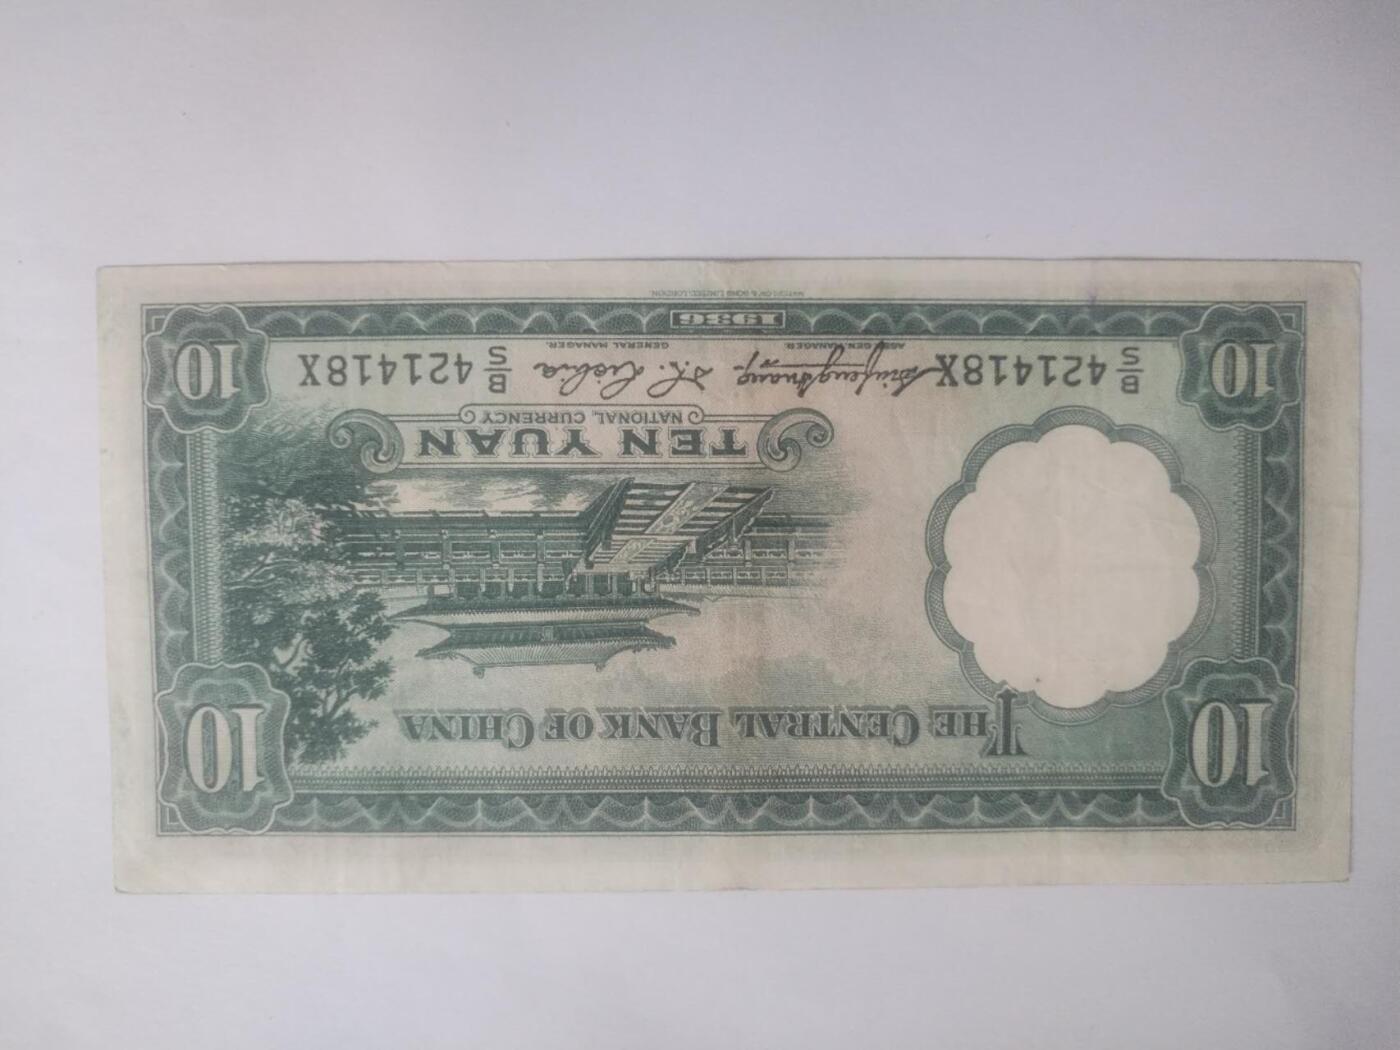 10 THE CENTRAL BANK OF CHINA 10
TEN YUAN
NATIONAL CURRENCY
B/S 421418X B/S 421418X
ASST. GEN. MANAGER. GENERAL MANAGER.
10 10
1936
WATERLOW & SONS LIMITED, LONDON.